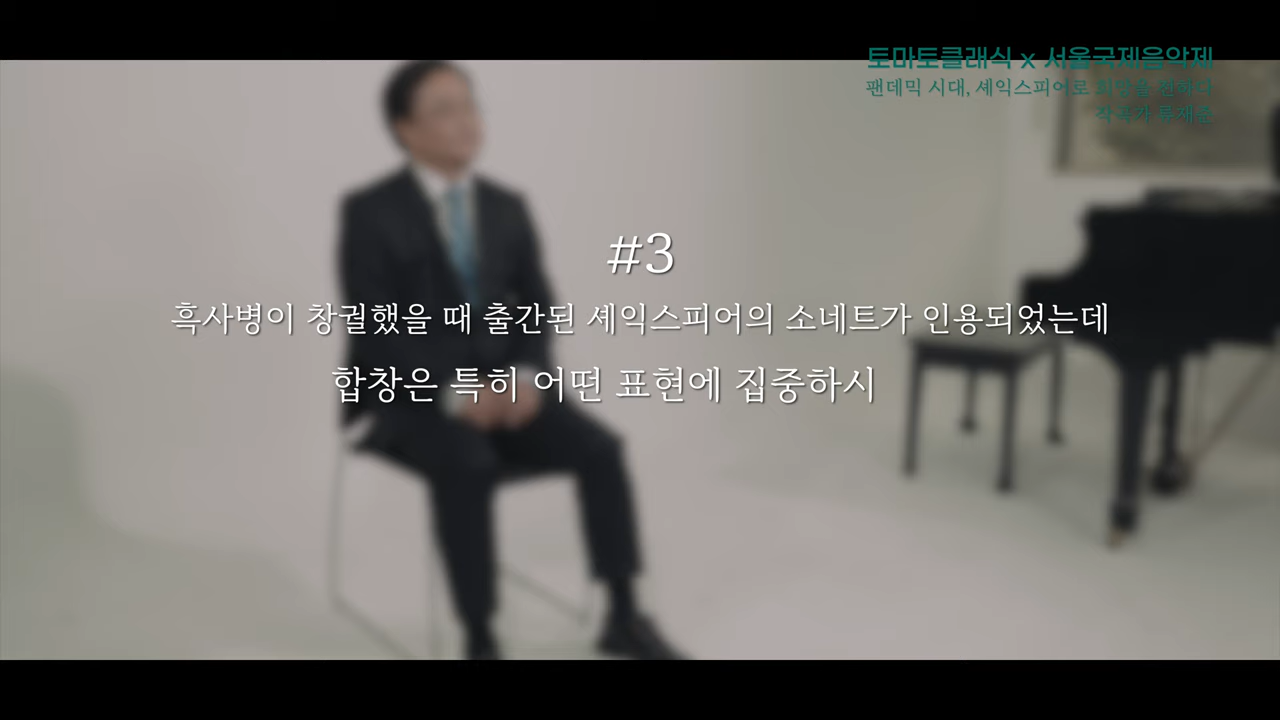 토마토클래식 x 서울국제음악제
팬데믹 시대, 셰익스피어로 희망을 전하다
작곡가 류재준
#3
흑사병이 창궐했을 때 출간된 셰익스피어의 소네트가 인용되었는데
합창은 특히 어떤 표현에 집중하시